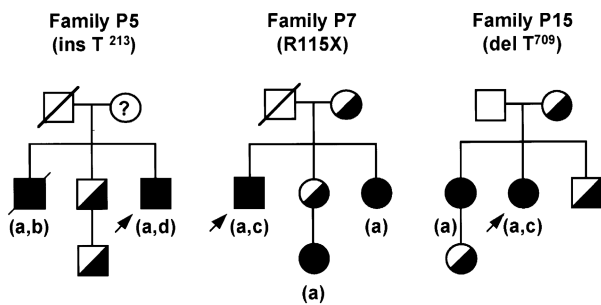 Family P5
(ins T 213)
Family P7
(R115X)
Family P15
(del T709)
?
(a,b)
(a,d)
(a,c)
(a)
(a)
(a,c)
(a)